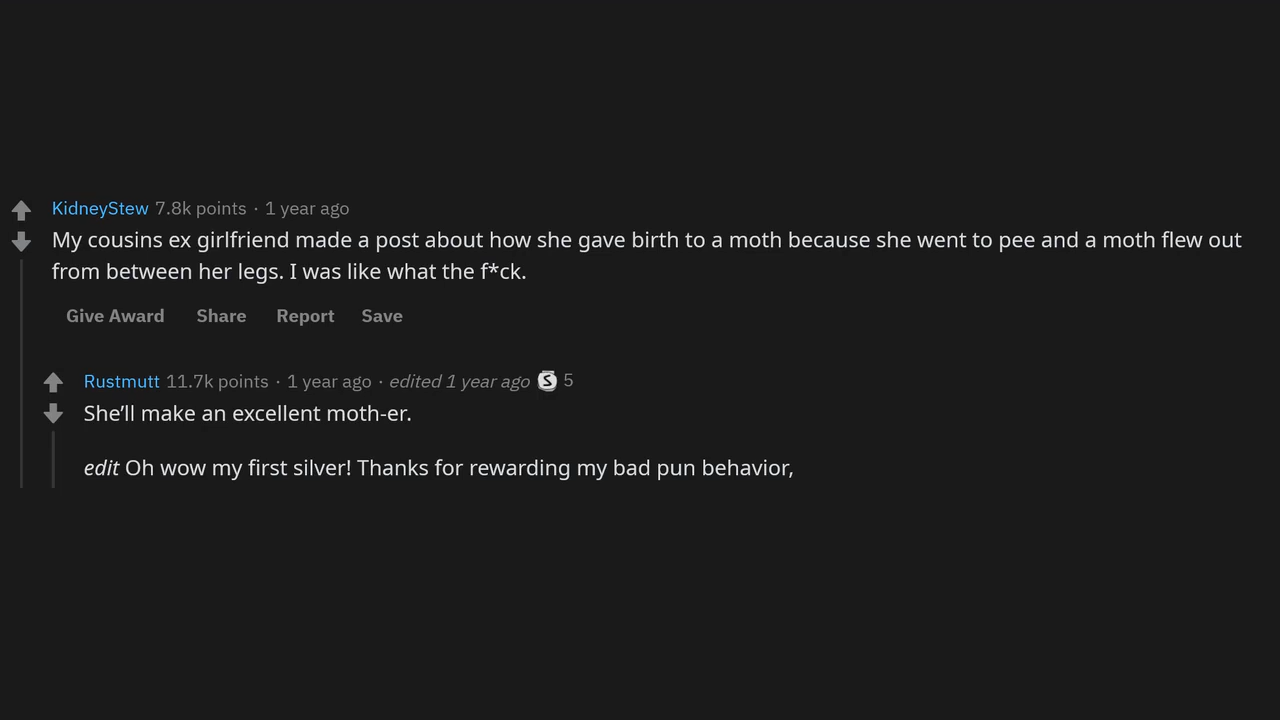 KidneyStew 7.8k points · 1 year ago
My cousins ex girlfriend made a post about how she gave birth to a moth because she went to pee and a moth flew out
from between her legs. I was like what the f*ck.
Give Award Share Report Save
Rustmutt 11.7k points · 1 year ago · edited 1 year ago S 5
She’ll make an excellent moth-er.
edit Oh wow my first silver! Thanks for rewarding my bad pun behavior,